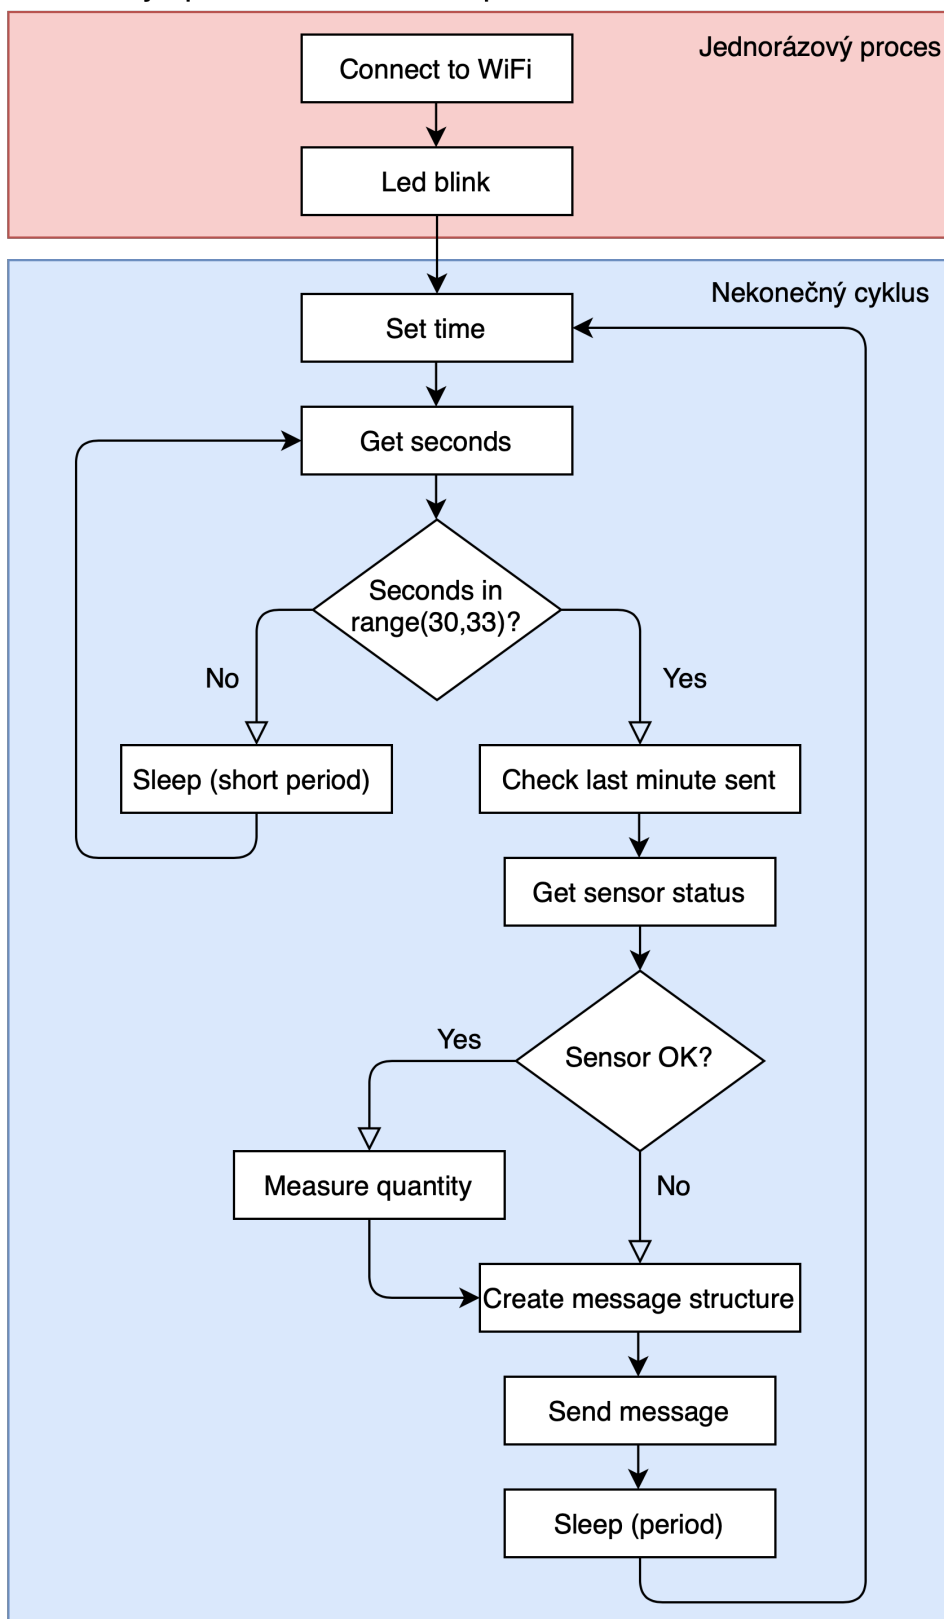 Jednorázový proces
Connect to WiFi
Led blink
Nekonečný cyklus
Set time
Get seconds
Seconds in
range(30,33)?
No
Yes
Sleep (short period)
Check last minute sent
Get sensor status
Yes
Sensor OK?
Measure quantity
No
Create message structure
Send message
Sleep (period)